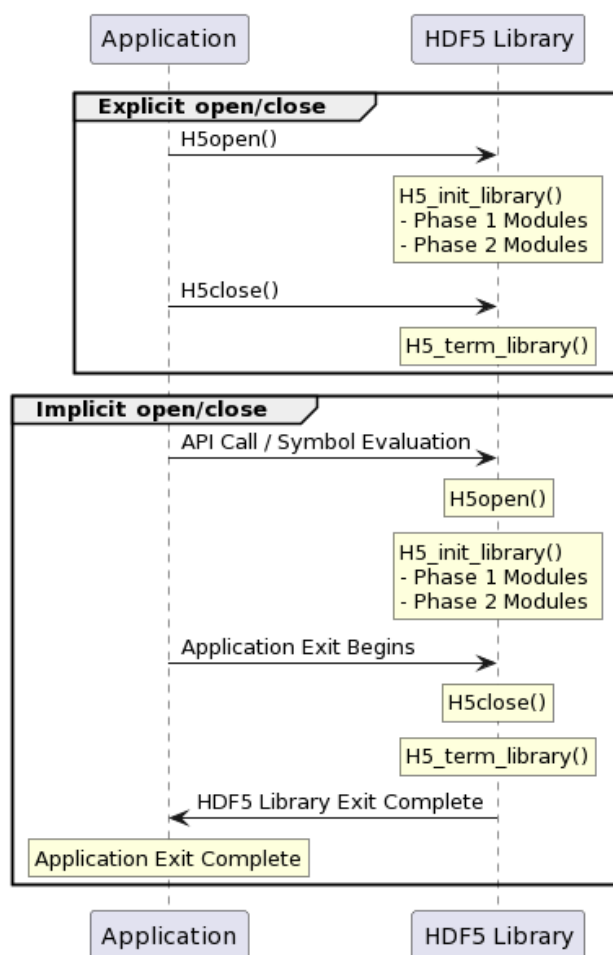 Application
HDF5 Library
Explicit open/close
H5open()
H5_init_library()
- Phase 1 Modules
- Phase 2 Modules
H5close()
H5_term_library()
Implicit open/close
API Call / Symbol Evaluation
H5open()
H5_init_library()
- Phase 1 Modules
- Phase 2 Modules
Application Exit Begins
H5close()
H5_term_library()
HDF5 Library Exit Complete
Application Exit Complete
Application
HDF5 Library